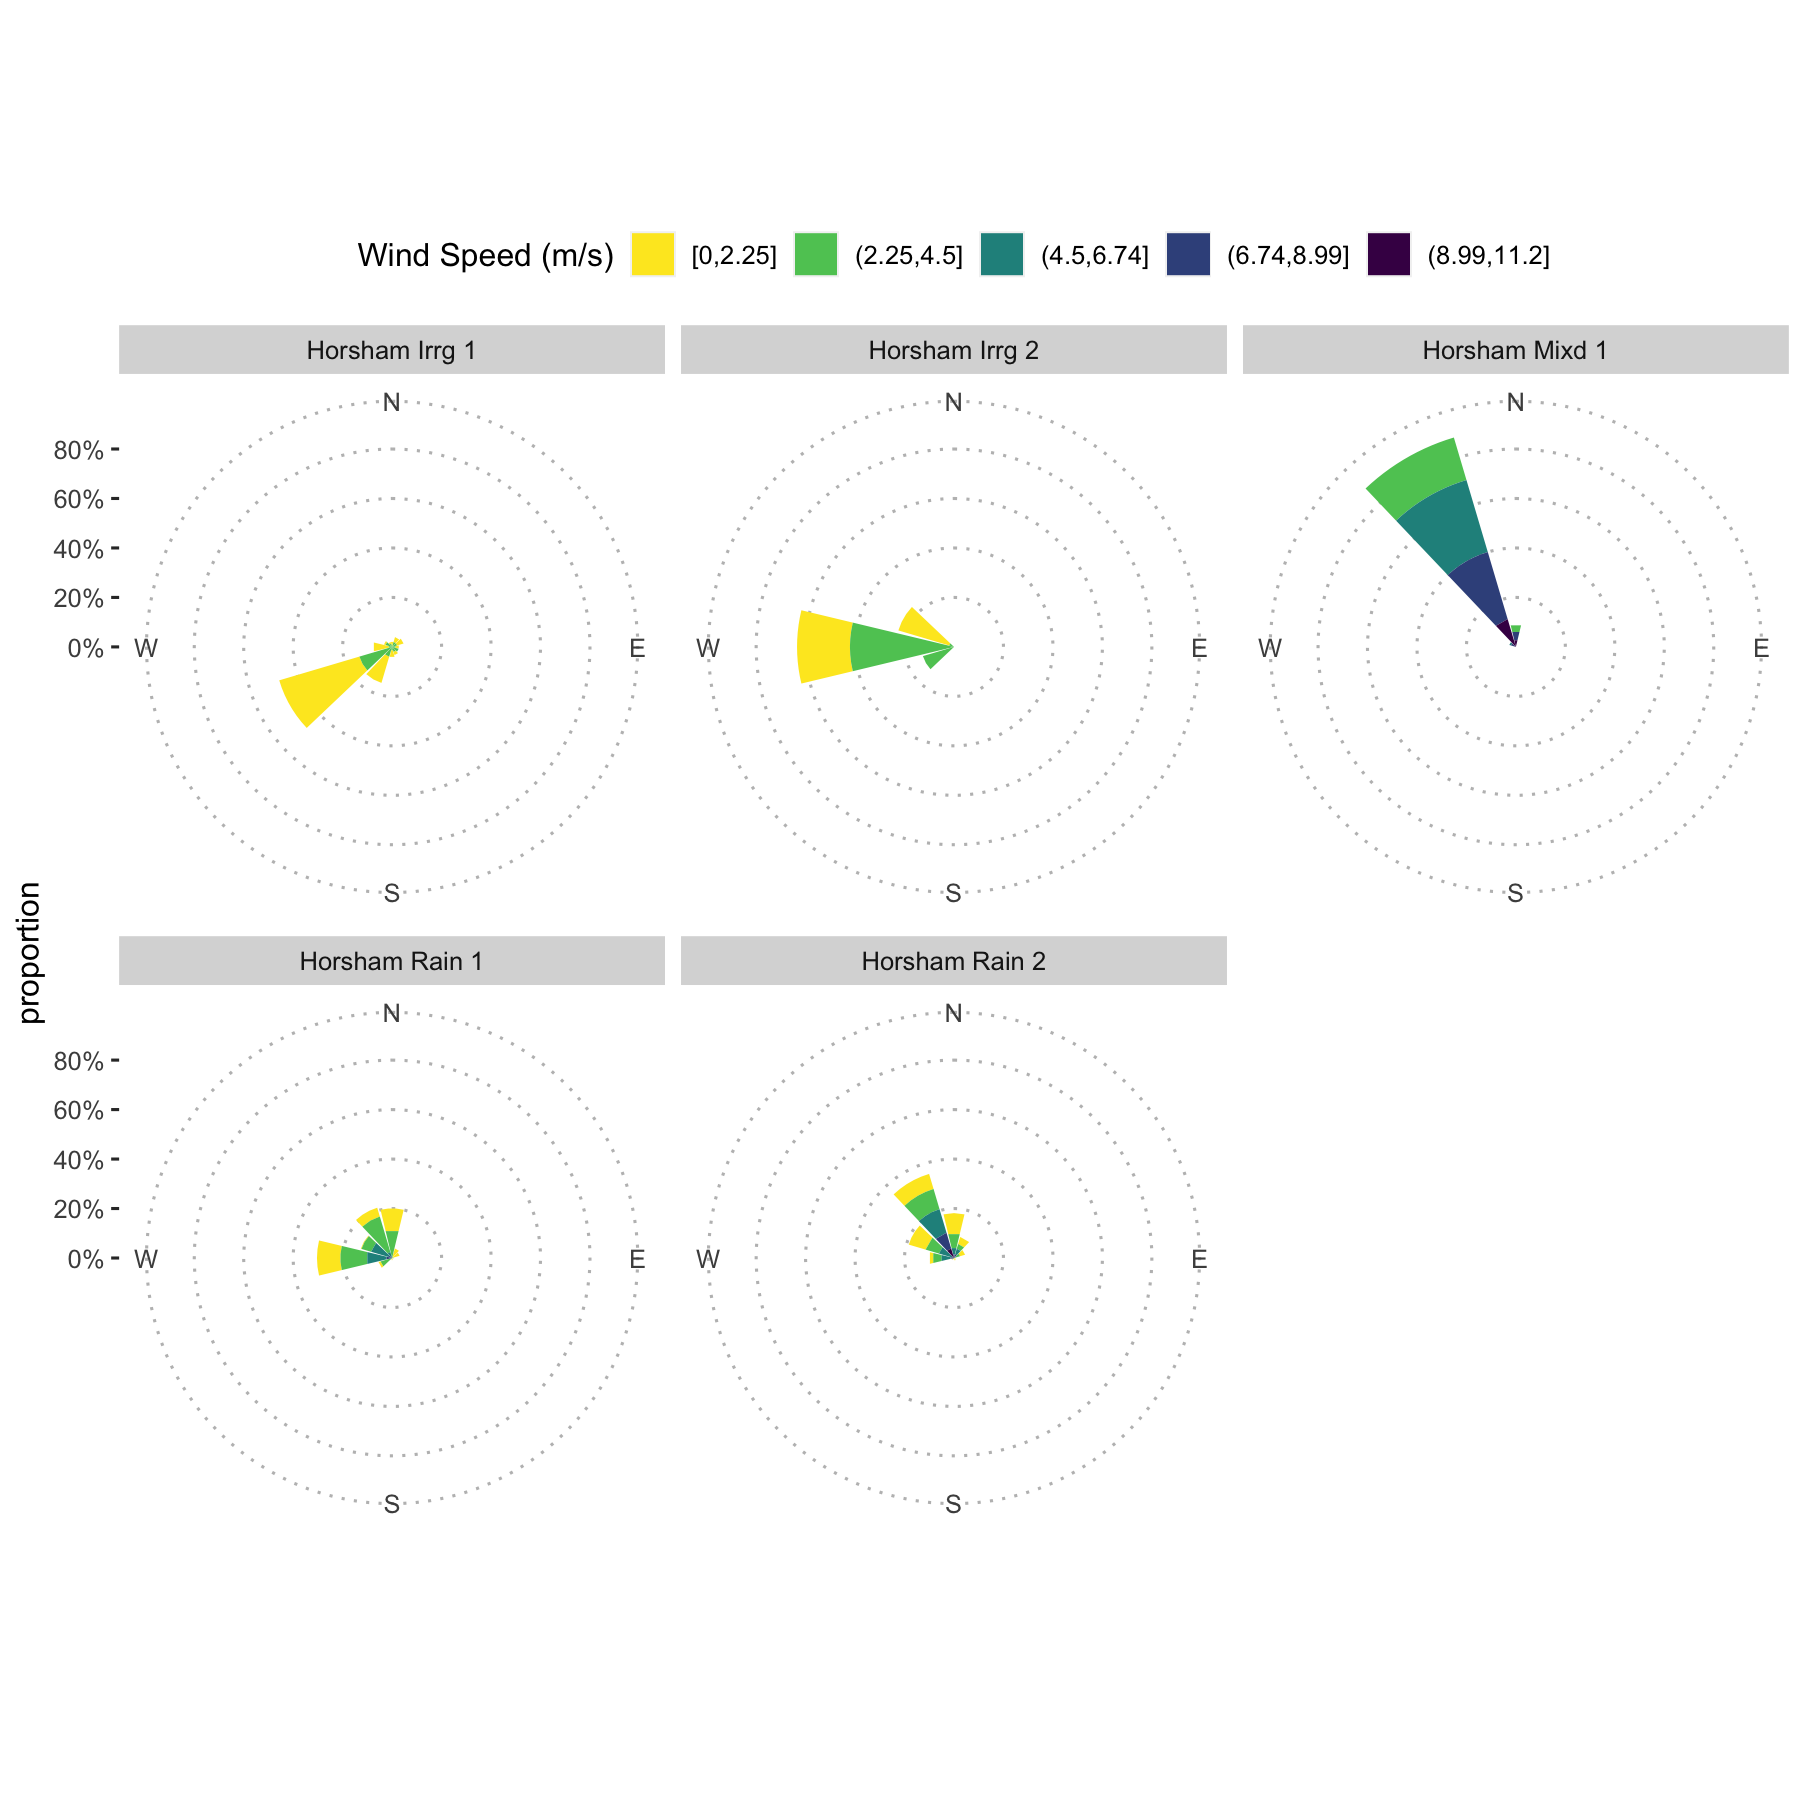 Wind Speed (m/s) [0,2.25] (2.25,4.5] (4.5,6.74] (6.74,8.99] (8.99,11.2]
Horsham Irrg 1 Horsham Irrg 2 Horsham Mixd 1
N N N
80%
60%
40%
20%
0% W E W E W E
S S S
proportion
Horsham Rain 1 Horsham Rain 2
N N
80%
60%
40%
20%
0% W E W E
S S